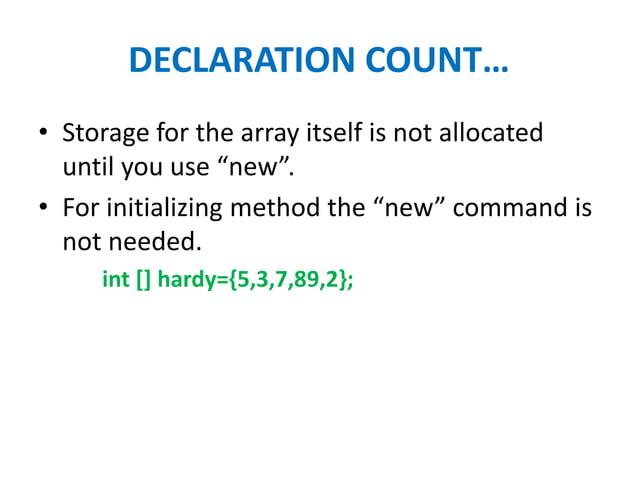 DECLARATION COUNT…
• Storage for the array itself is not allocated
until you use “new”.
• For initializing method the “new” command is
not needed.
int [] hardy={5,3,7,89,2};